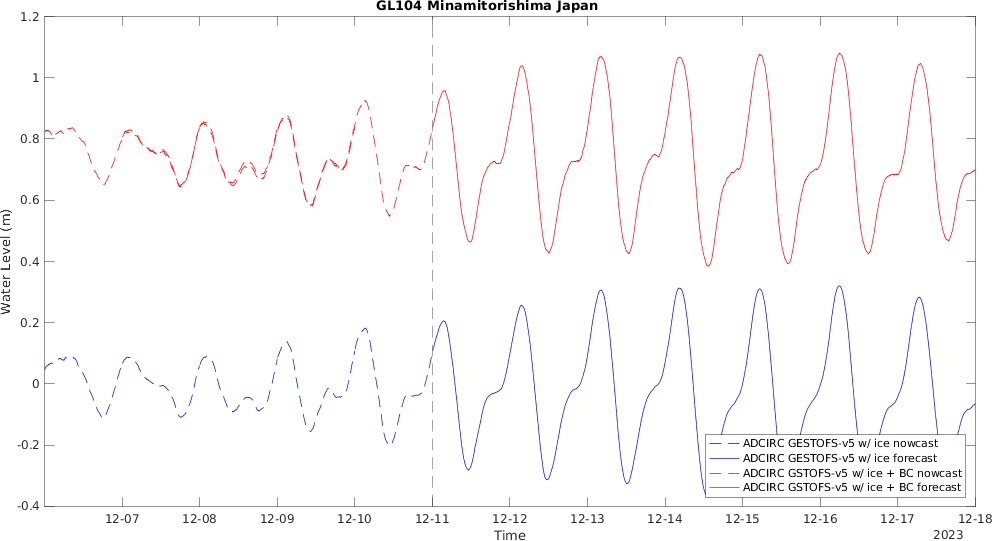 GL104 Minamitorishima Japan
1.2
1
0.8
0.6
0.4
0.2
0
-0.2
-0.4
Water Level (m)
ADCIRC GESTOFS-v5 w/ ice nowcast
ADCIRC GESTOFS-v5 w/ ice forecast
ADCIRC GSTOFS-v5 w/ ice + BC nowcast
ADCIRC GSTOFS-v5 w/ ice + BC forecast
12-07 12-08 12-09 12-10 12-11 12-12 12-13 12-14 12-15 12-16 12-17 12-18
Time
2023